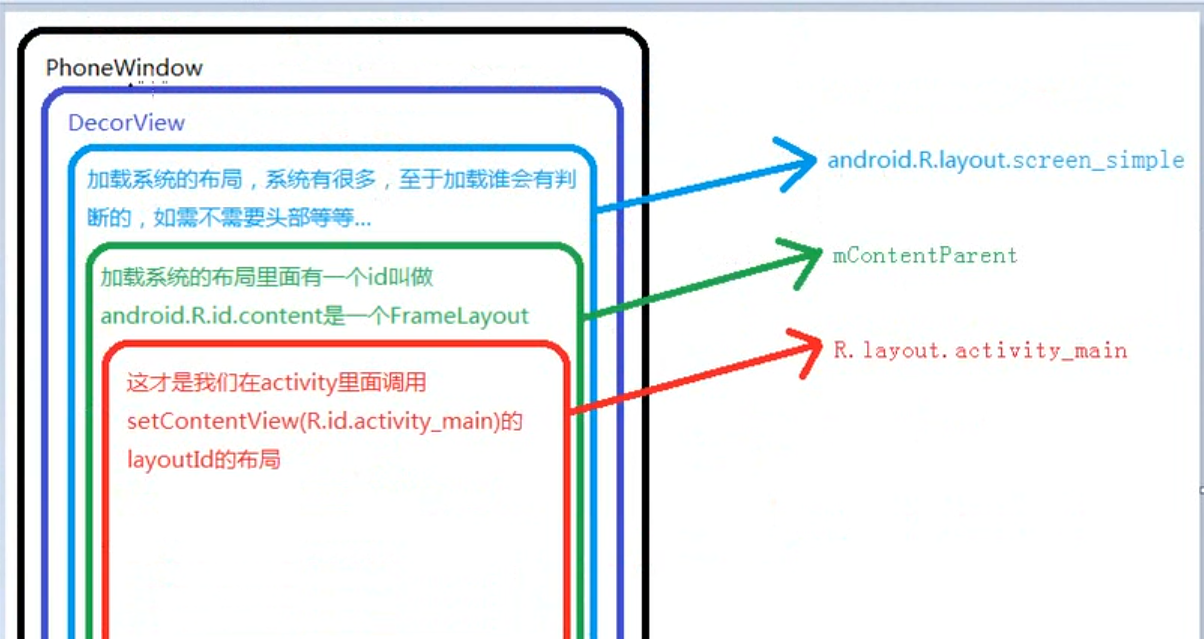 PhoneWindow
DecorView
加载系统的布局，系统有很多，至于加载谁会有判
断的，如需不需要头部等等...
android.R.layout.screen_simple
加载系统的布局里面有一个id叫做
android.R.id.content是一个FrameLayout
mContentParent
这才是我们在activity里面调用
setContentView(R.id.activity_main)的
layoutId的布局
R.layout.activity_main